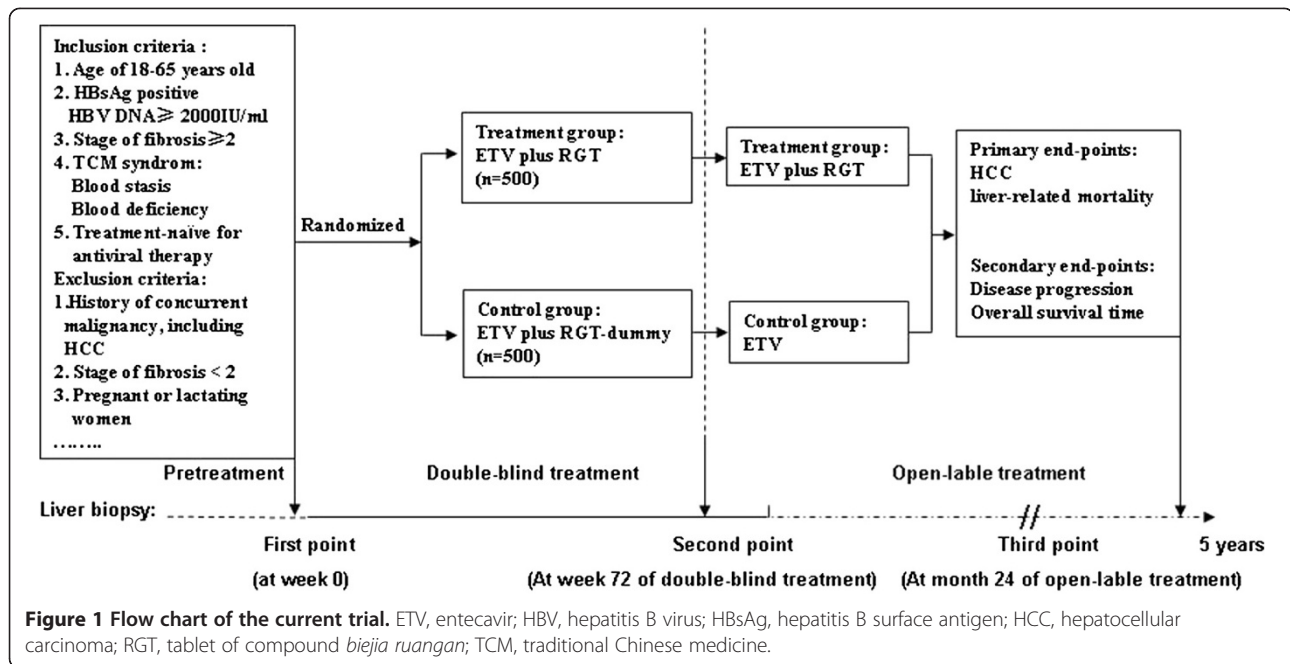 Inclusion criteria :
1. Age of 18-65 years old
2. HBsAg positive
HBV DNA≥ 2000IU/ml
3. Stage of fibrosis≥2
4. TCM syndrom:
Blood stasis
Blood deficiency
5. Treatment-naïve for
antiviral therapy
Exclusion criteria:
1.History of concurrent
malignancy, including
HCC
2. Stage of fibrosis < 2
3. Pregnant or lactating
women
........
Randomized
Treatment group:
ETV plus RGT
(n=500)
Control group:
ETV plus RGT-dummy
(n=500)
Treatment group:
ETV plus RGT
Control group:
ETV
Primary end-points:
HCC
liver-related mortality
Secondary end-points:
Disease progression
Overall survival time
Pretreatment
Double-blind treatment
Open-lable treatment
Liver biopsy:
First point
(at week 0)
Second point
(At week 72 of double-blind treatment)
Third point
(At month 24 of open-lable treatment)
5 years
Figure 1 Flow chart of the current trial. ETV, entecavir; HBV, hepatitis B virus; HBsAg, hepatitis B surface antigen; HCC, hepatocellular
carcinoma; RGT, tablet of compound biejia ruangan; TCM, traditional Chinese medicine.